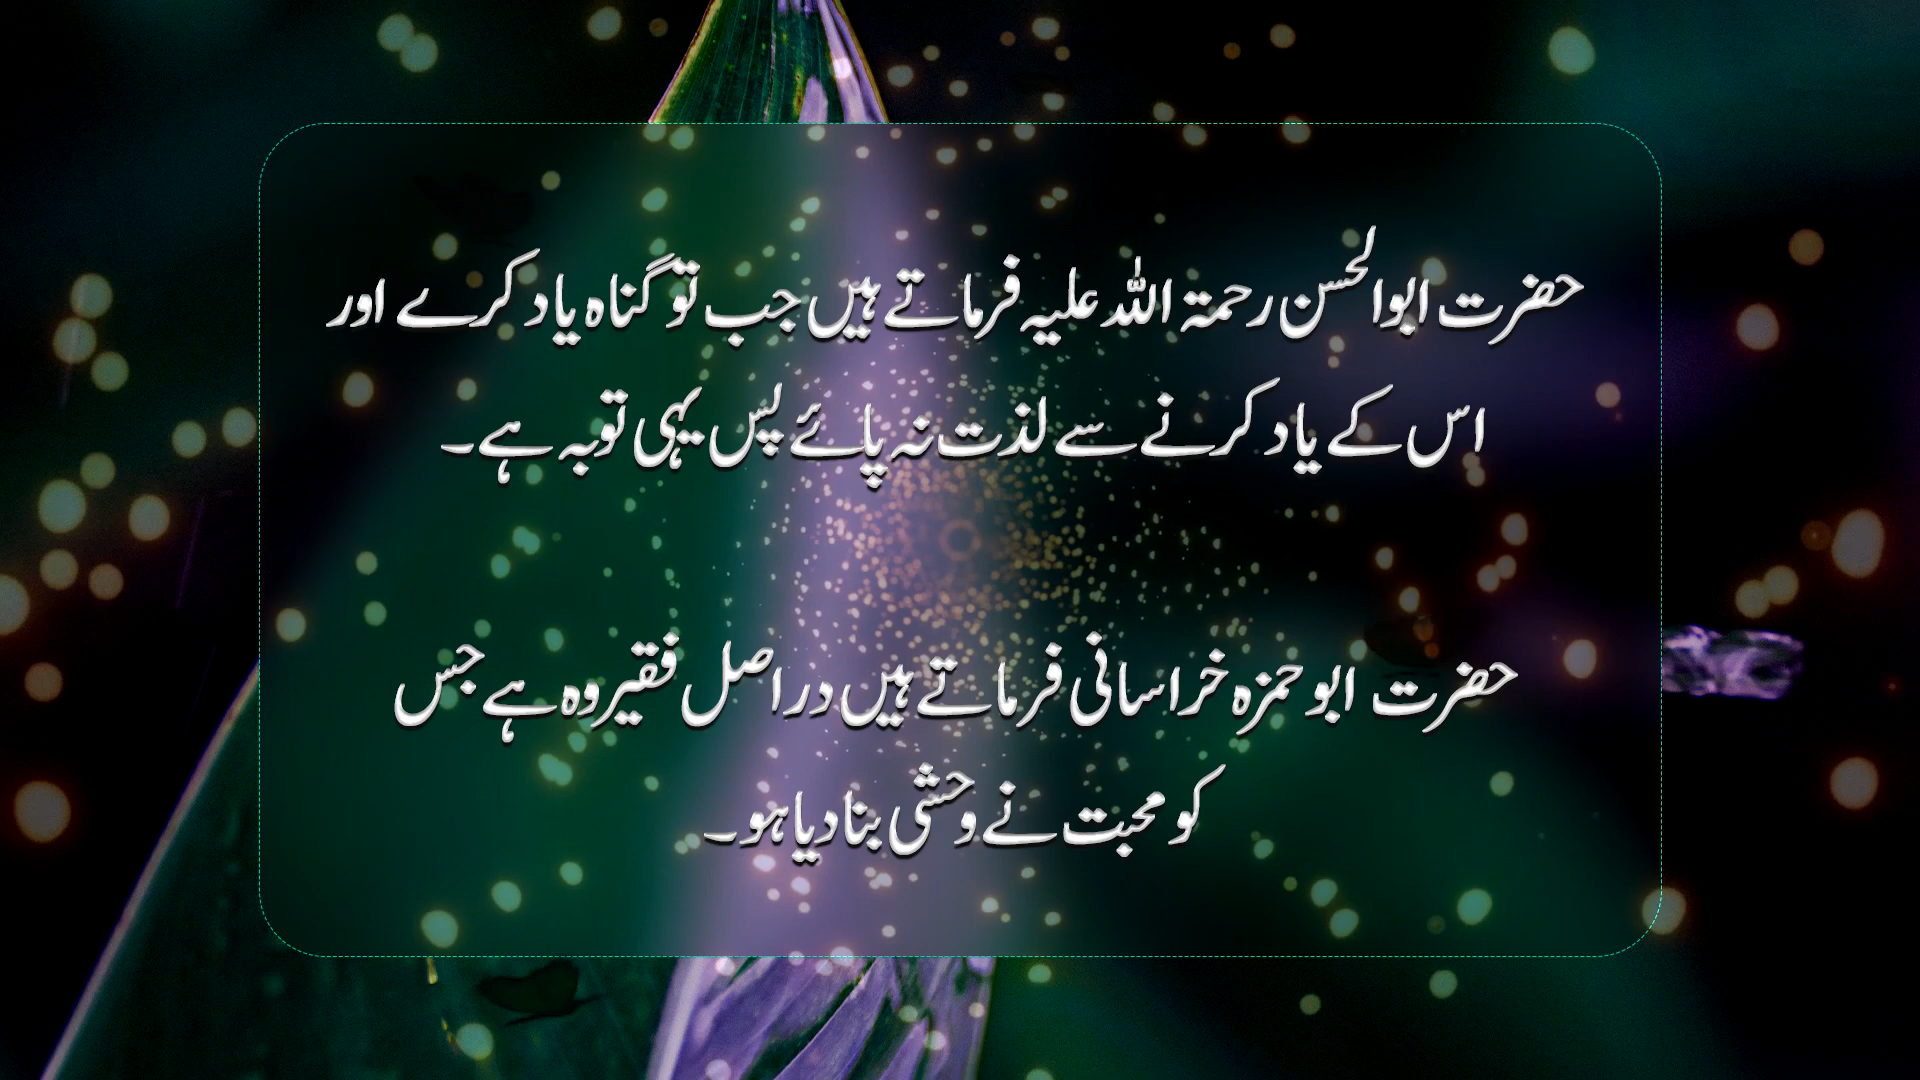 حضرت ابوالحسن رحمۃ اللہ علیہ فرماتے ہیں جب تو گناہ یاد کرے اور
اس کے یاد کرنے سے لذت نہ پائے پس یہی توبہ ہے۔
حضرت ابو حمزہ خراسانی فرماتے ہیں دراصل فقیر وہ ہے جس
کو محبت نے وحشی بنا دیا ہو۔